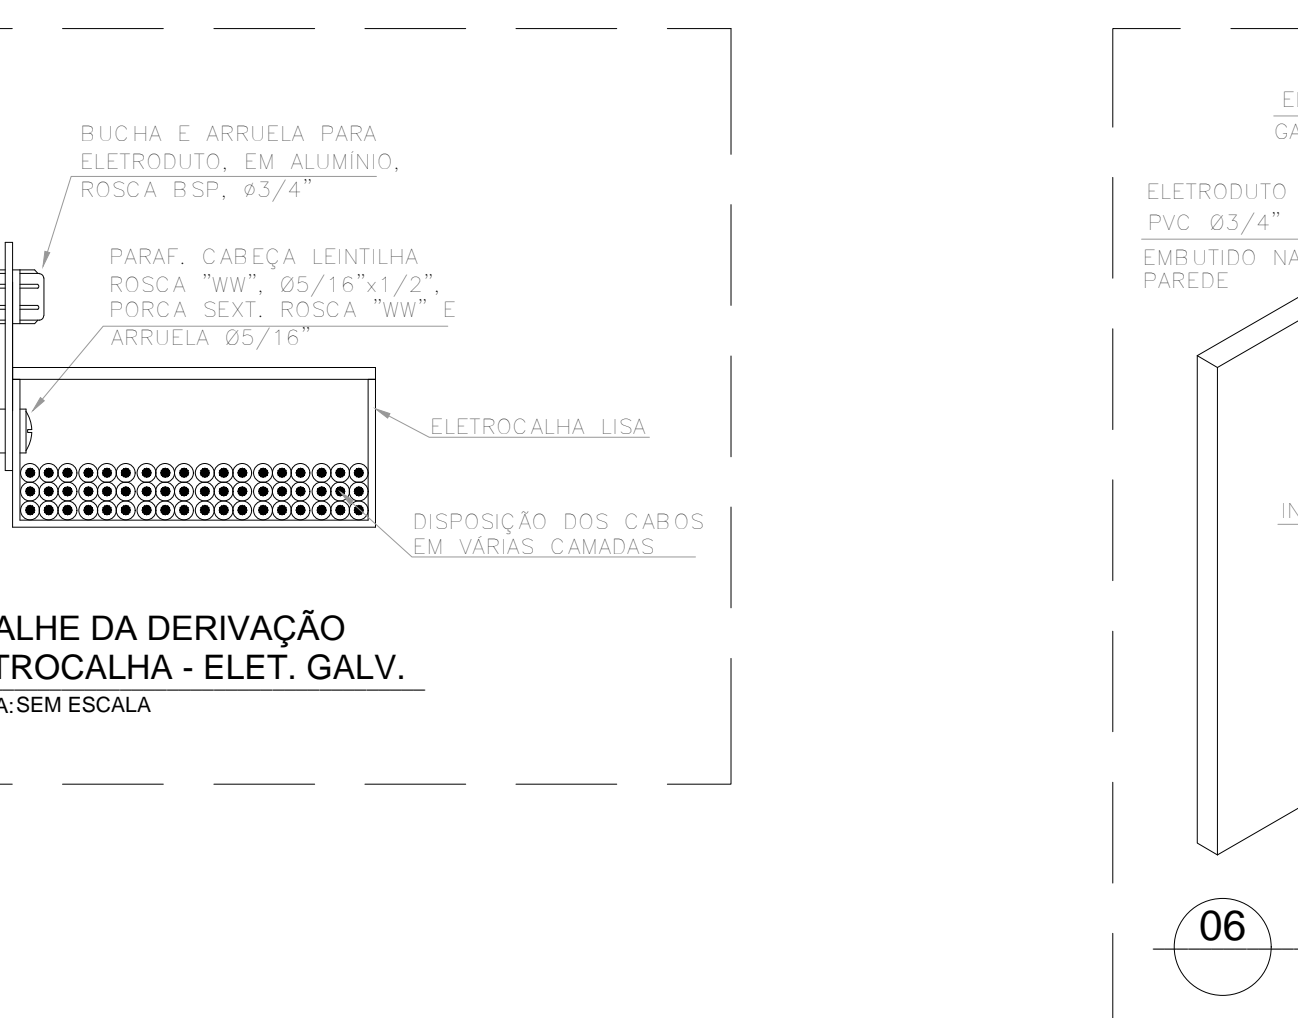 BUCHA E ARRUELA PARA
ELETRODUTO, EM ALUMÍNIO,
ROSCA BSP, ø3/4"
PARAF. CABEÇA LEINTILHA
ROSCA "WW", Ø5/16"x1/2",
PORCA SEXT. ROSCA "WW" E
ARRUELA Ø5/16"
ELETROCALHA LISA
DISPOSIÇÃO DOS CABOS
EM VÁRIAS CAMADAS
ALHE DA DERIVAÇÃO
TROCALHA - ELET. GALV.
A: SEM ESCALA
GA
ELETRODUTO
PVC Ø3/4"
EMBUTIDO NA
PAREDE
IN
06